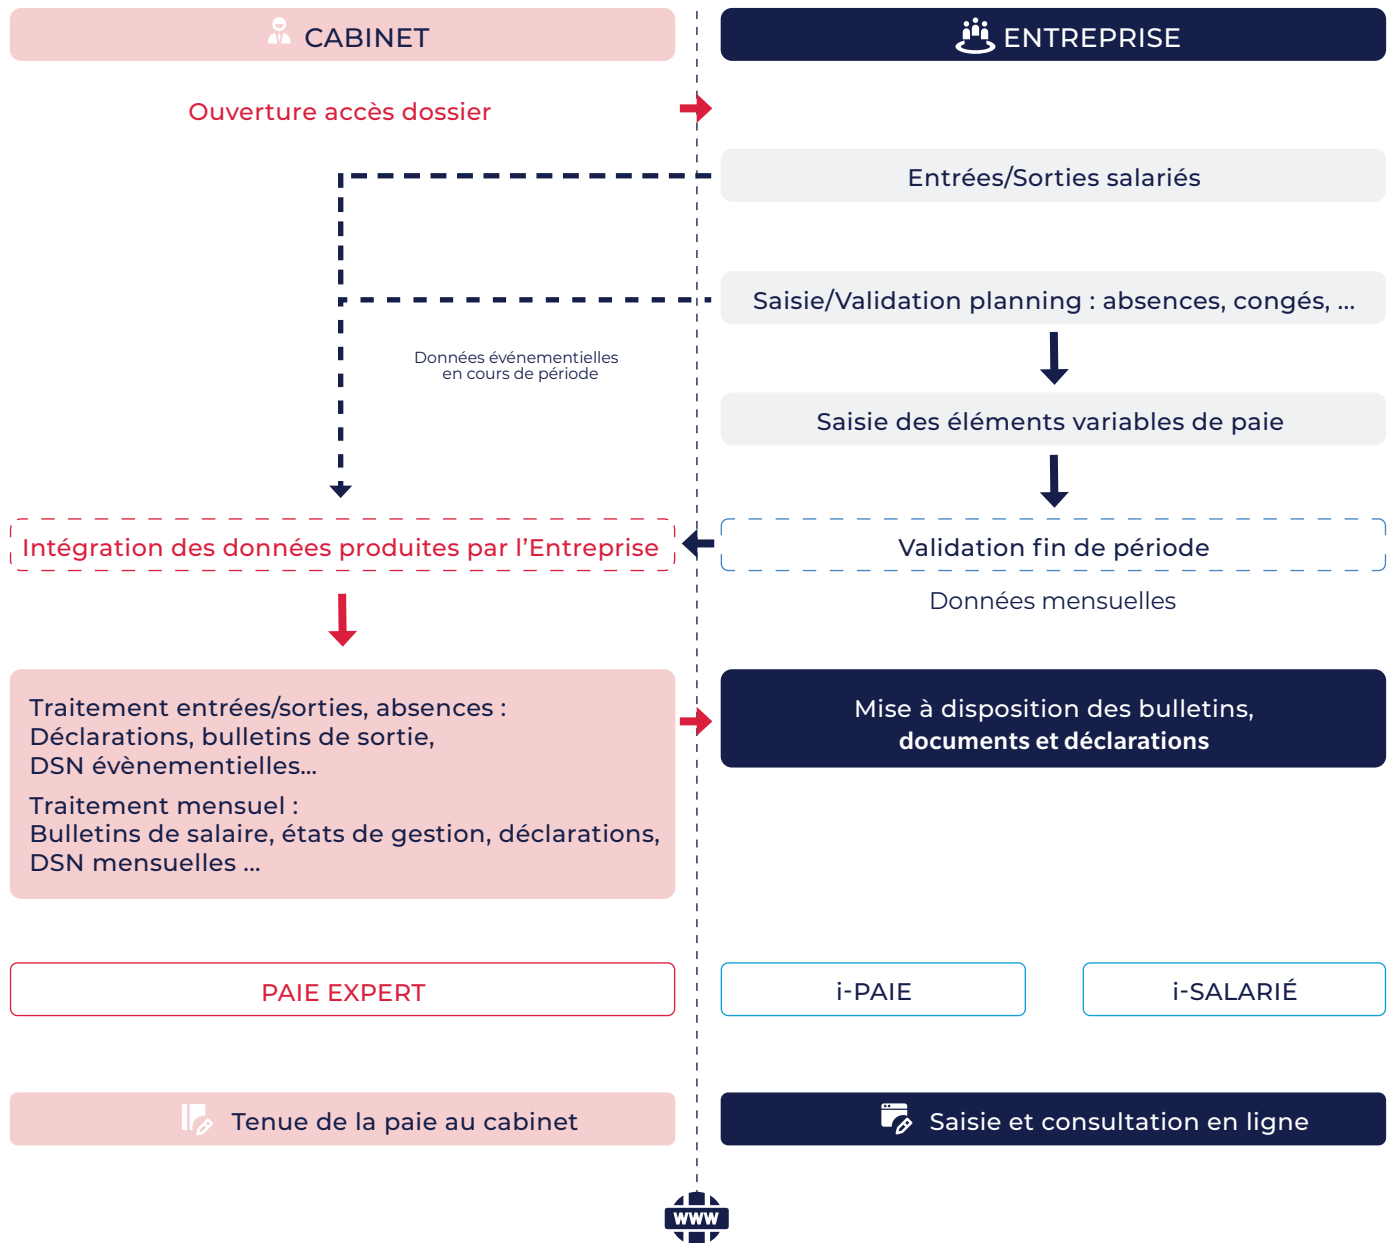 CABINET
ENTREPRISE
Ouverture accès dossier
Entrées/Sorties salariés
Saisie/Validation planning : absences, congés, ...
Données événementielles
en cours de période
Saisie des éléments variables de paie
Intégration des données produites par l’Entreprise
Validation fin de période
Données mensuelles
Traitement entrées/sorties, absences :
Déclarations, bulletins de sortie,
DSN évènementielles...
Traitement mensuel :
Bulletins de salaire, états de gestion, déclarations,
DSN mensuelles ...
Mise à disposition des bulletins,
documents et déclarations
PAIE EXPERT
i-PAIE
i-SALARIÉ
Tenue de la paie au cabinet
Saisie et consultation en ligne
WWW